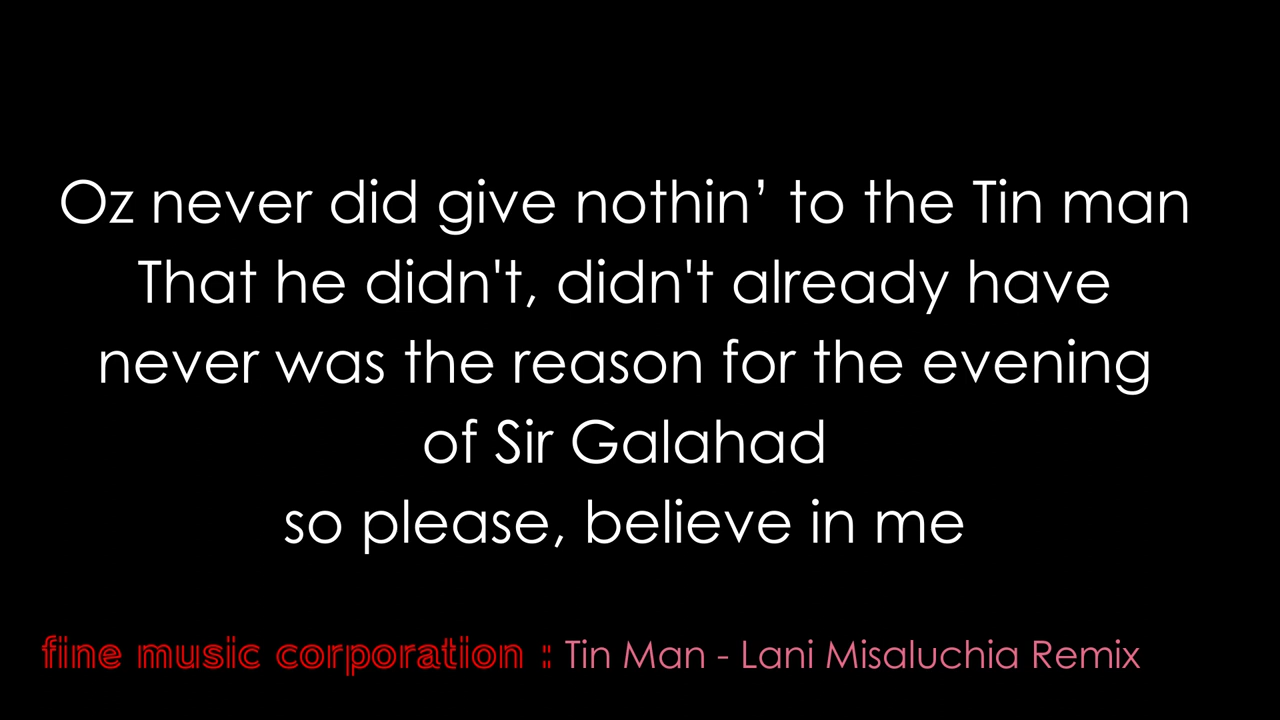 Oz never did give nothin’ to the Tin man
That he didn't, didn't already have
never was the reason for the evening
of Sir Galahad
so please, believe in me
fine music corporation : Tin Man - Lani Misaluchia Remix